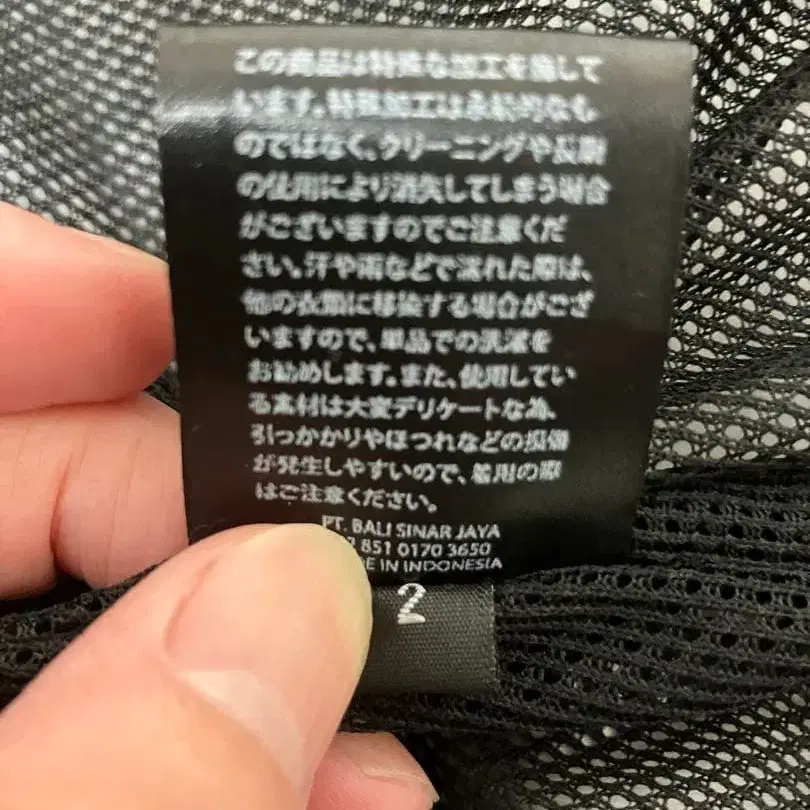 この商品は特殊な加工を施して
います。特殊加工は永続的なも
のではなく、クリーニングや長期
の使用により消失してしまう場合
がございますのでご注意くだ
さい。汗や雨などで濡れた際は、
他の衣類に移染する場合がござ
いますので、単品での洗濯を
お勧めします。また、使用してい
る素材は大変デリケートな為、
引っかかりやほつれなどの損傷
が発生しやすいので、着用の際
はご注意ください。
PT. BALI SINAR JAYA
851 0170 3650
IN INDONESIA
2